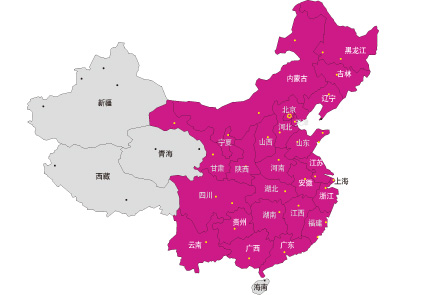 黑龙江
吉林
内蒙古
辽宁
新疆
北京
河北
宁夏
山西
山东
青海
甘肃
陕西
河南
江苏
西藏
安徽
上海
湖北
四川
浙江
湖南
江西
贵州
福建
云南
广西
广东
海南